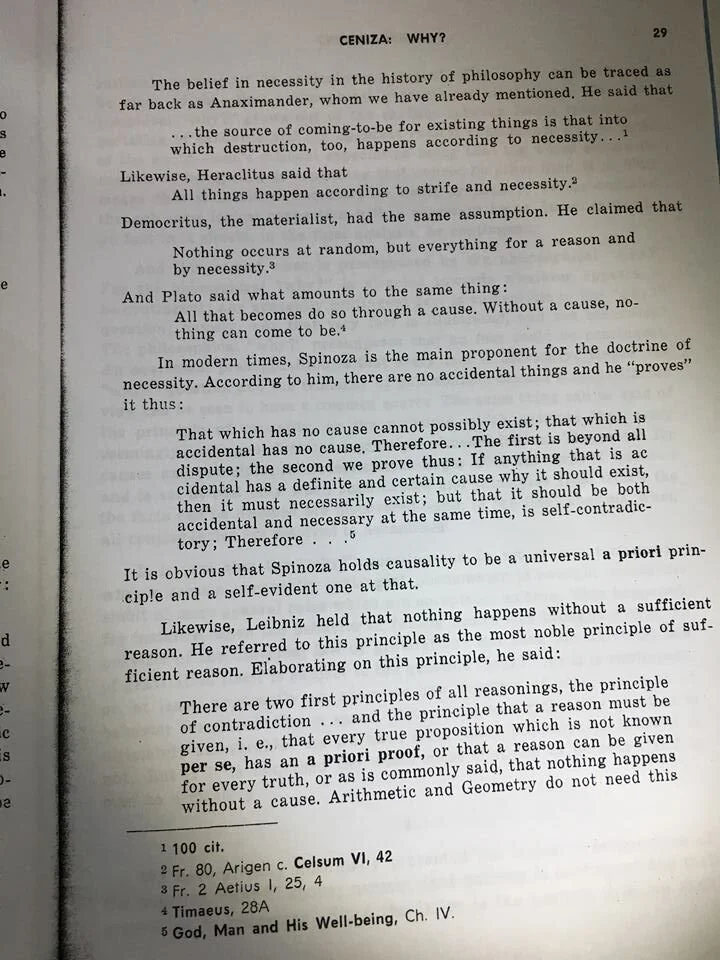 CENIZA: WHY?
29
The belief in necessity in the history of philosophy can be traced as
far back as Anaximander, whom we have already mentioned. He said that
...the source of coming-to-be for existing things is that into
which destruction, too, happens according to necessity...1
Likewise, Heraclitus said that
All things happen according to strife and necessity.2
Democritus, the materialist, had the same assumption. He claimed that
Nothing occurs at random, but everything for a reason and
by necessity.3
And Plato said what amounts to the same thing:
All that becomes do so through a cause. Without a cause, no-
thing can come to be.4
In modern times, Spinoza is the main proponent for the doctrine of
necessity. According to him, there are no accidental things and he "proves"
it thus:
That which has no cause cannot possibly exist; that which is
accidental has no cause. Therefore...The first is beyond all
dispute; the second we prove thus: If anything that is ac
cidental has a definite and certain cause why it should exist,
then it must necessarily exist; but that it should be both
accidental and necessary at the same time, is self-contradic-
tory; Therefore . . .5
It is obvious that Spinoza holds causality to be a universal a priori prin-
ciple and a self-evident one at that.
Likewise, Leibniz held that nothing happens without a sufficient
reason. He referred to this principle as the most noble principle of suf-
ficient reason. Elaborating on this principle, he said:
There are two first principles of all reasonings, the principle
of contradiction ... and the principle that a reason must be
given, i. e., that every true proposition which is not known
per se, has an a priori proof, or that a reason can be given
for every truth, or as is commonly said, that nothing happens
without a cause. Arithmetic and Geometry do not need this
1 100 cit.
2 Fr. 80, Arigen c. Celsum VI, 42
3 Fr. 2 Aetius I, 25, 4
4 Timaeus, 28A
5 God, Man and His Well-being, Ch. IV.